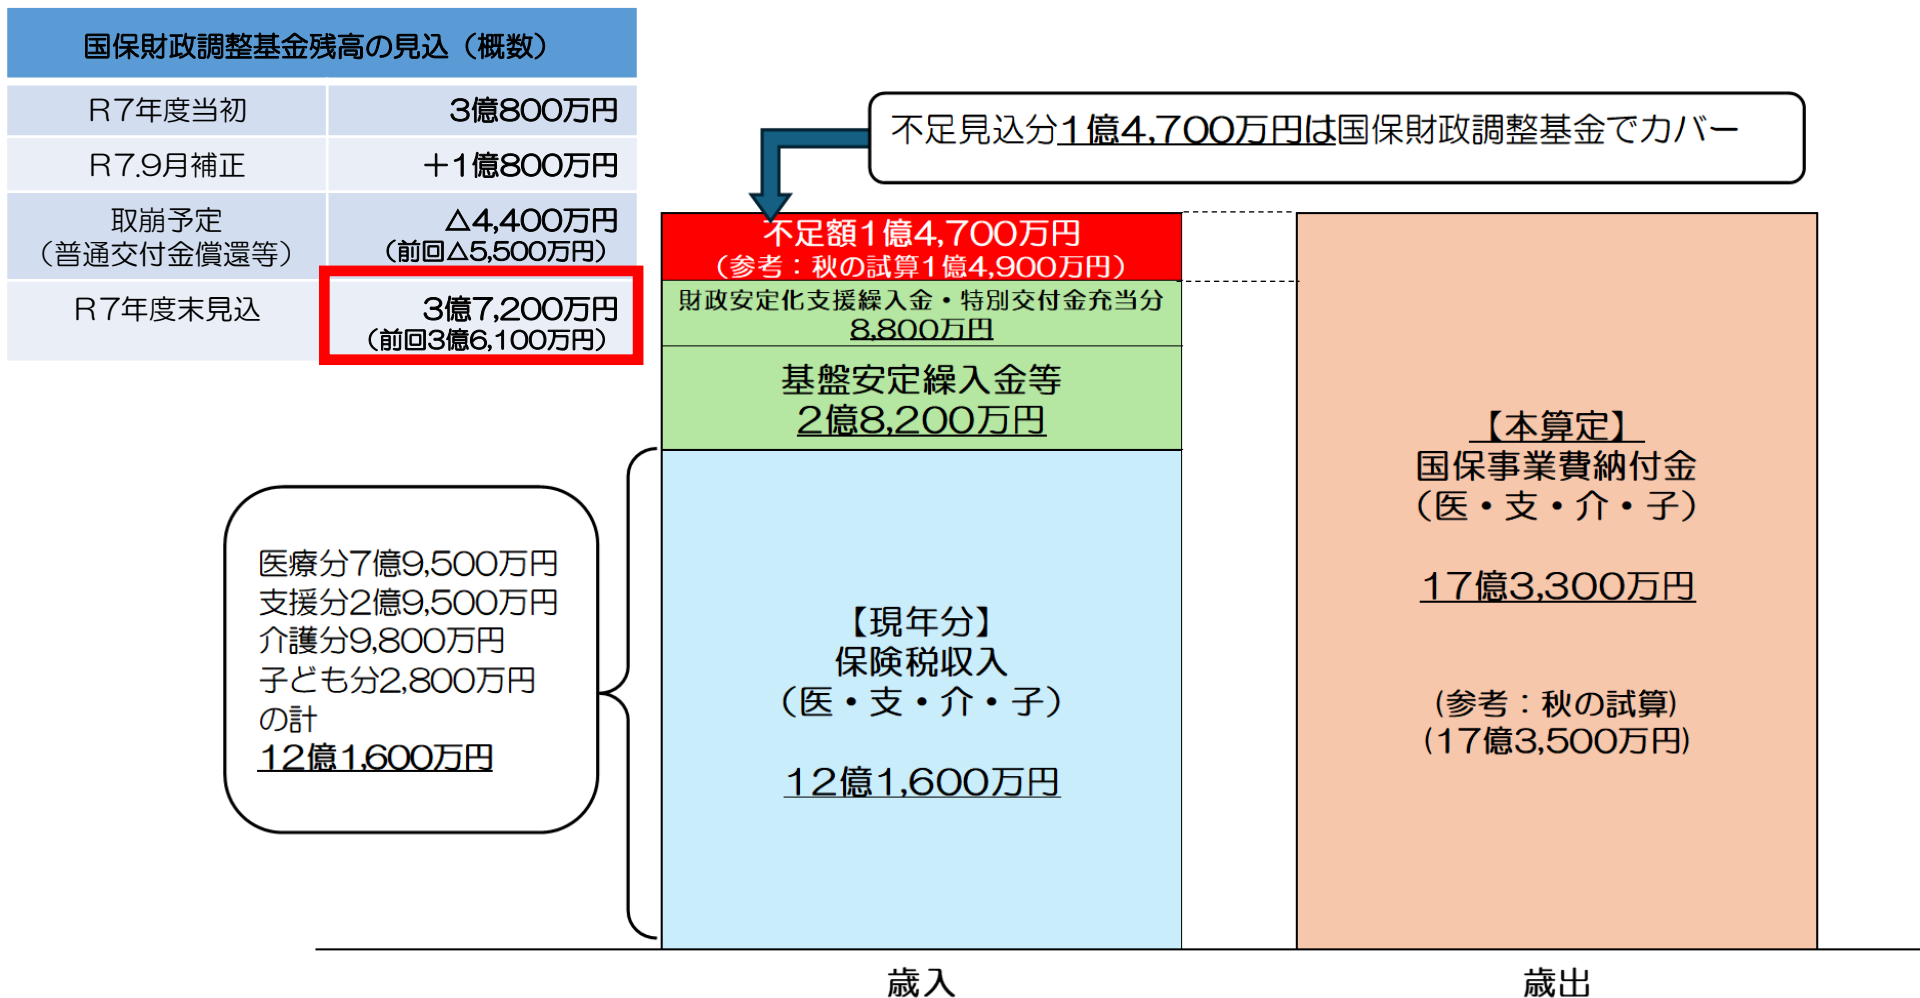 国保財政調整基金残高の見込（概数）
R7年度当初 3億800万円
R7.9月補正 +1億800万円
取崩予定 △4,400万円
（普通交付金償還等） （前回△5,500万円）
R7年度末見込 3億7,200万円
（前回3億6,100万円）
不足見込分1億4,700万円は国保財政調整基金でカバー
不足額1億4,700万円
（参考：秋の試算1億4,900万円）
財政安定化支援繰入金・特別交付金充当分
8,800万円
基盤安定繰入金等
2億8,200万円
医療分7億9,500万円
支援分2億9,500万円
介護分9,800万円
子ども分2,800万円
の計
12億1,600万円
【現年分】
保険税収入
（医・支・介・子）
12億1,600万円
【本算定】
国保事業費納付金
（医・支・介・子）
17億3,300万円
(参考：秋の試算)
(17億3,500万円)
歳入
歳出